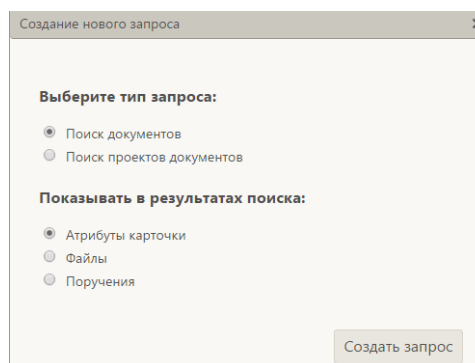 Создание нового запроса
Выберите тип запроса:
Поиск документов
Поиск проектов документов
Показывать в результатах поиска:
Атрибуты карточки
Файлы
Поручения
Создать запрос